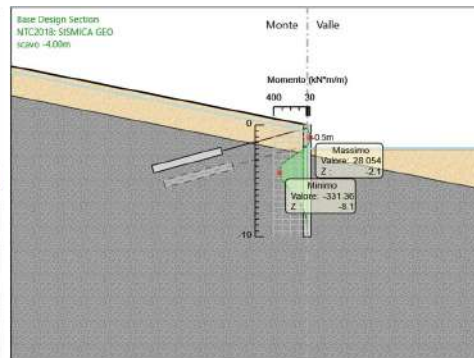 Base Design Section
NTC2018: SISMICA GEO
scavo -4.00m
Monte
Valle
Momento (kN*m/m)
400
30
0
-0.5m
Massimo
Valore: 28.054
Z : -2.1
Minimo
Valore: -331.36
Z : -8.1
-10